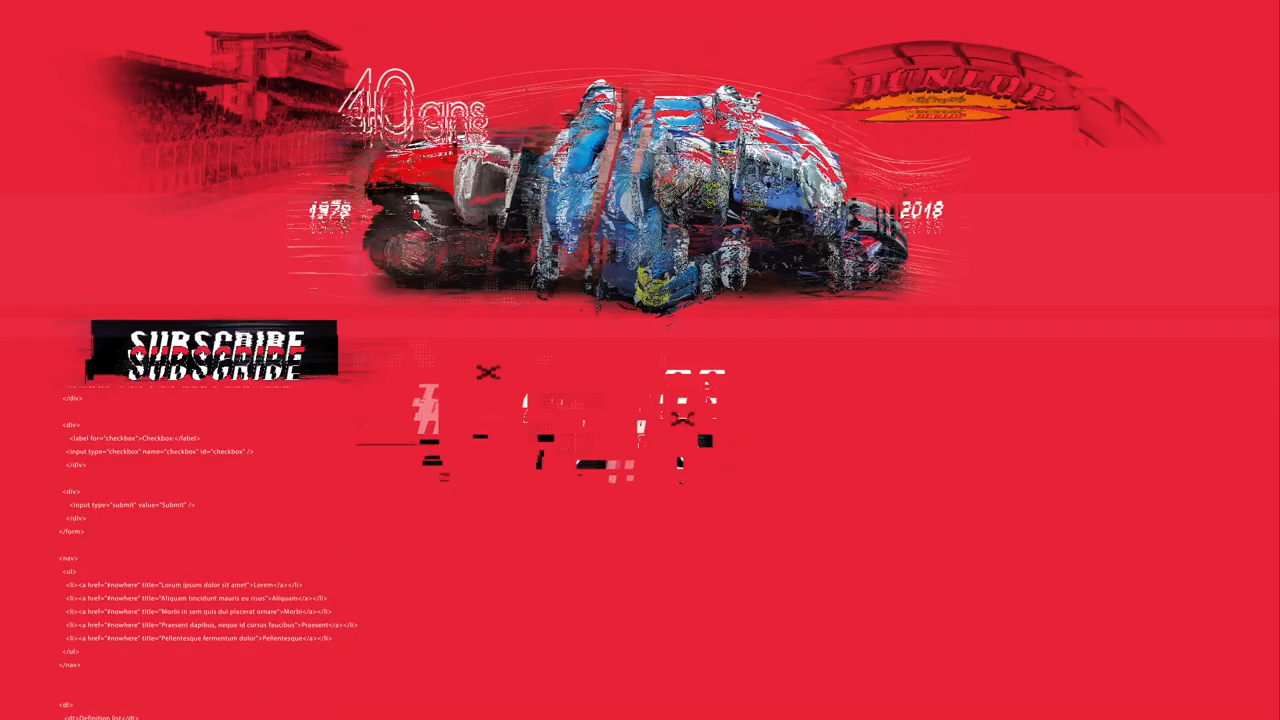 DUNLOP
DUNLOP
40 ans
1978
2018
SUBSCRIBE
SUBSCRIBE
</div>
<div>
<label for="checkbox">Checkbox:</label>
<input type="checkbox" name="checkbox" id="checkbox" />
</div>
<div>
<input type="submit" value="Submit" />
</div>
</form>
<nav>
<ul>
<li><a href="#nowhere" title="Lorum ipsum dolor sit amet">Lorem</a></li>
<li><a href="#nowhere" title="Aliquam tincidunt mauris eu risus">Aliquam</a></li>
<li><a href="#nowhere" title="Morbi in sem quis dui placerat ornare">Morbi</a></li>
<li><a href="#nowhere" title="Praesent dapibus, neque id cursus faucibus">Praesent</a></li>
<li><a href="#nowhere" title="Pellentesque fermentum dolor">Pellentesque</a></li>
</ul>
</nav>
<dl>
<dt>Definition list</dt>